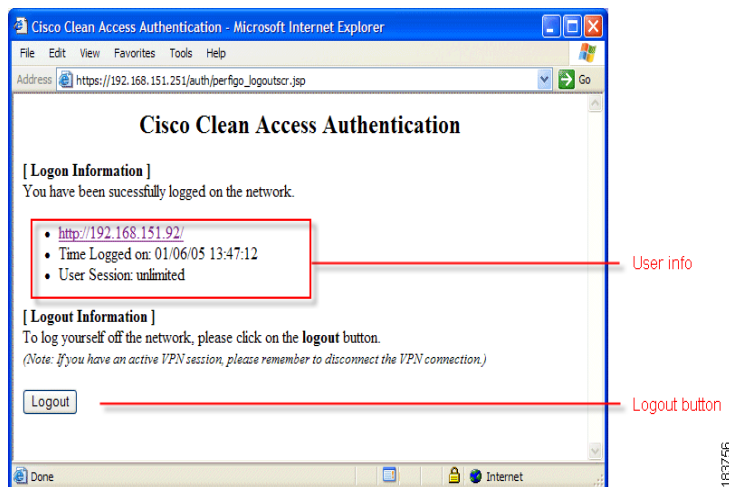 Cisco Clean Access Authentication - Microsoft Internet Explorer
File Edit View Favorites Tools Help
Address https://192.168.151.251/auth/perfigo_logoutscr.jsp Go
Cisco Clean Access Authentication
[ Logon Information ]
You have been sucessfully logged on the network.
• http://192.168.151.92/
• Time Logged on: 01/06/05 13:47:12
• User Session: unlimited
User info
[ Logout Information ]
To log yourself off the network, please click on the logout button.
(Note: If you have an active VPN session, please remember to disconnect the VPN connection.)
Logout
Logout button
Done Internet
183756